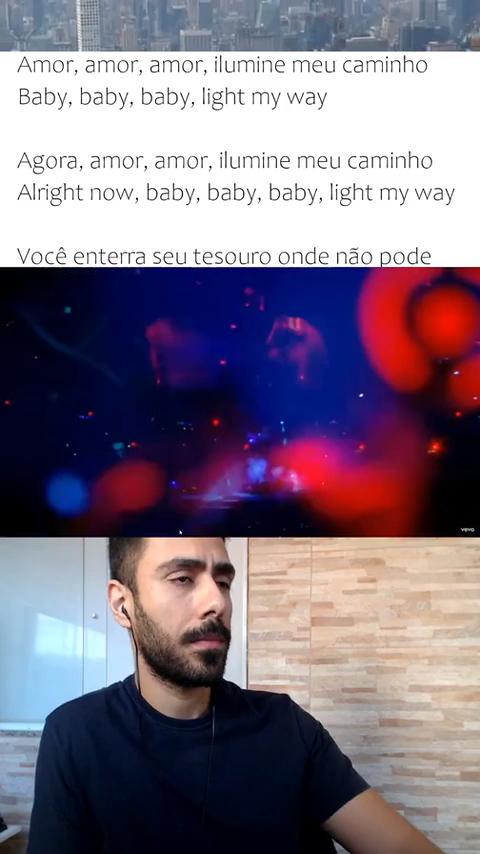 Amor, amor, amor, ilumine meu caminho
Baby, baby, baby, light my way
Agora, amor, amor, ilumine meu caminho
Alright now, baby, baby, baby, light my way
Você enterra seu tesouro onde não pode
vevo